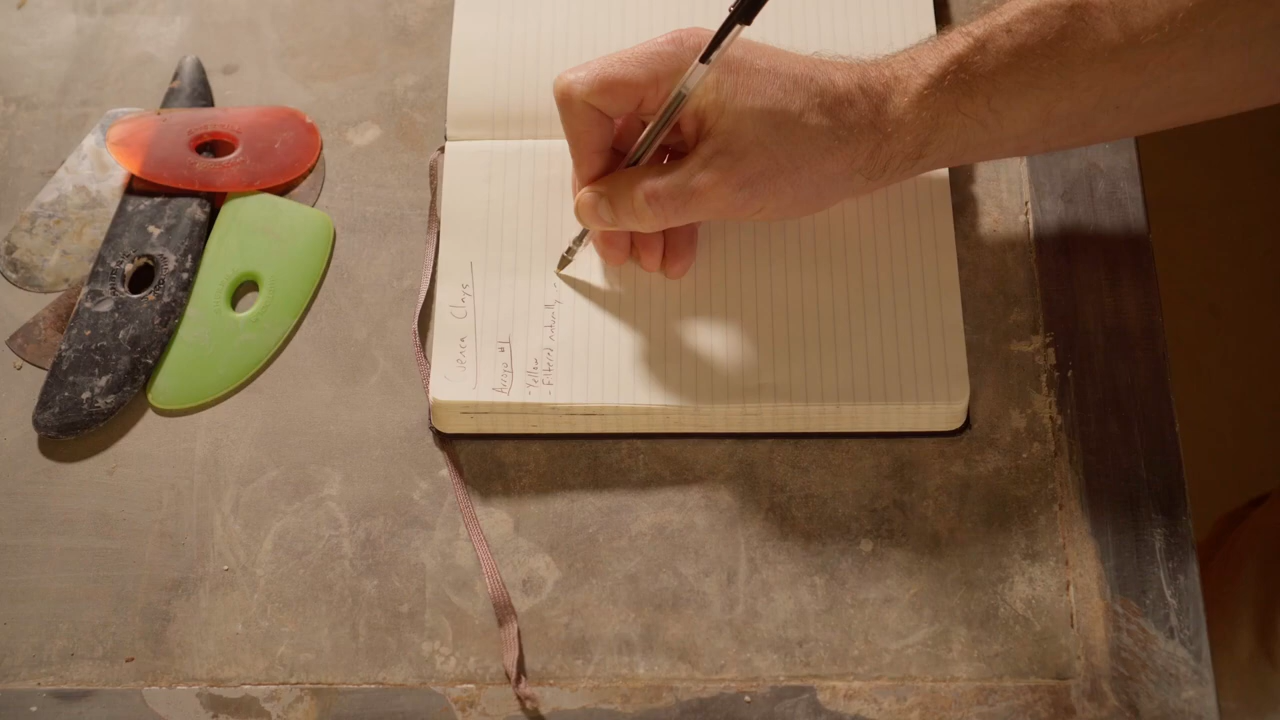 Cuenca Clays
Arroyo #1
- Yellow
- Filtered naturally